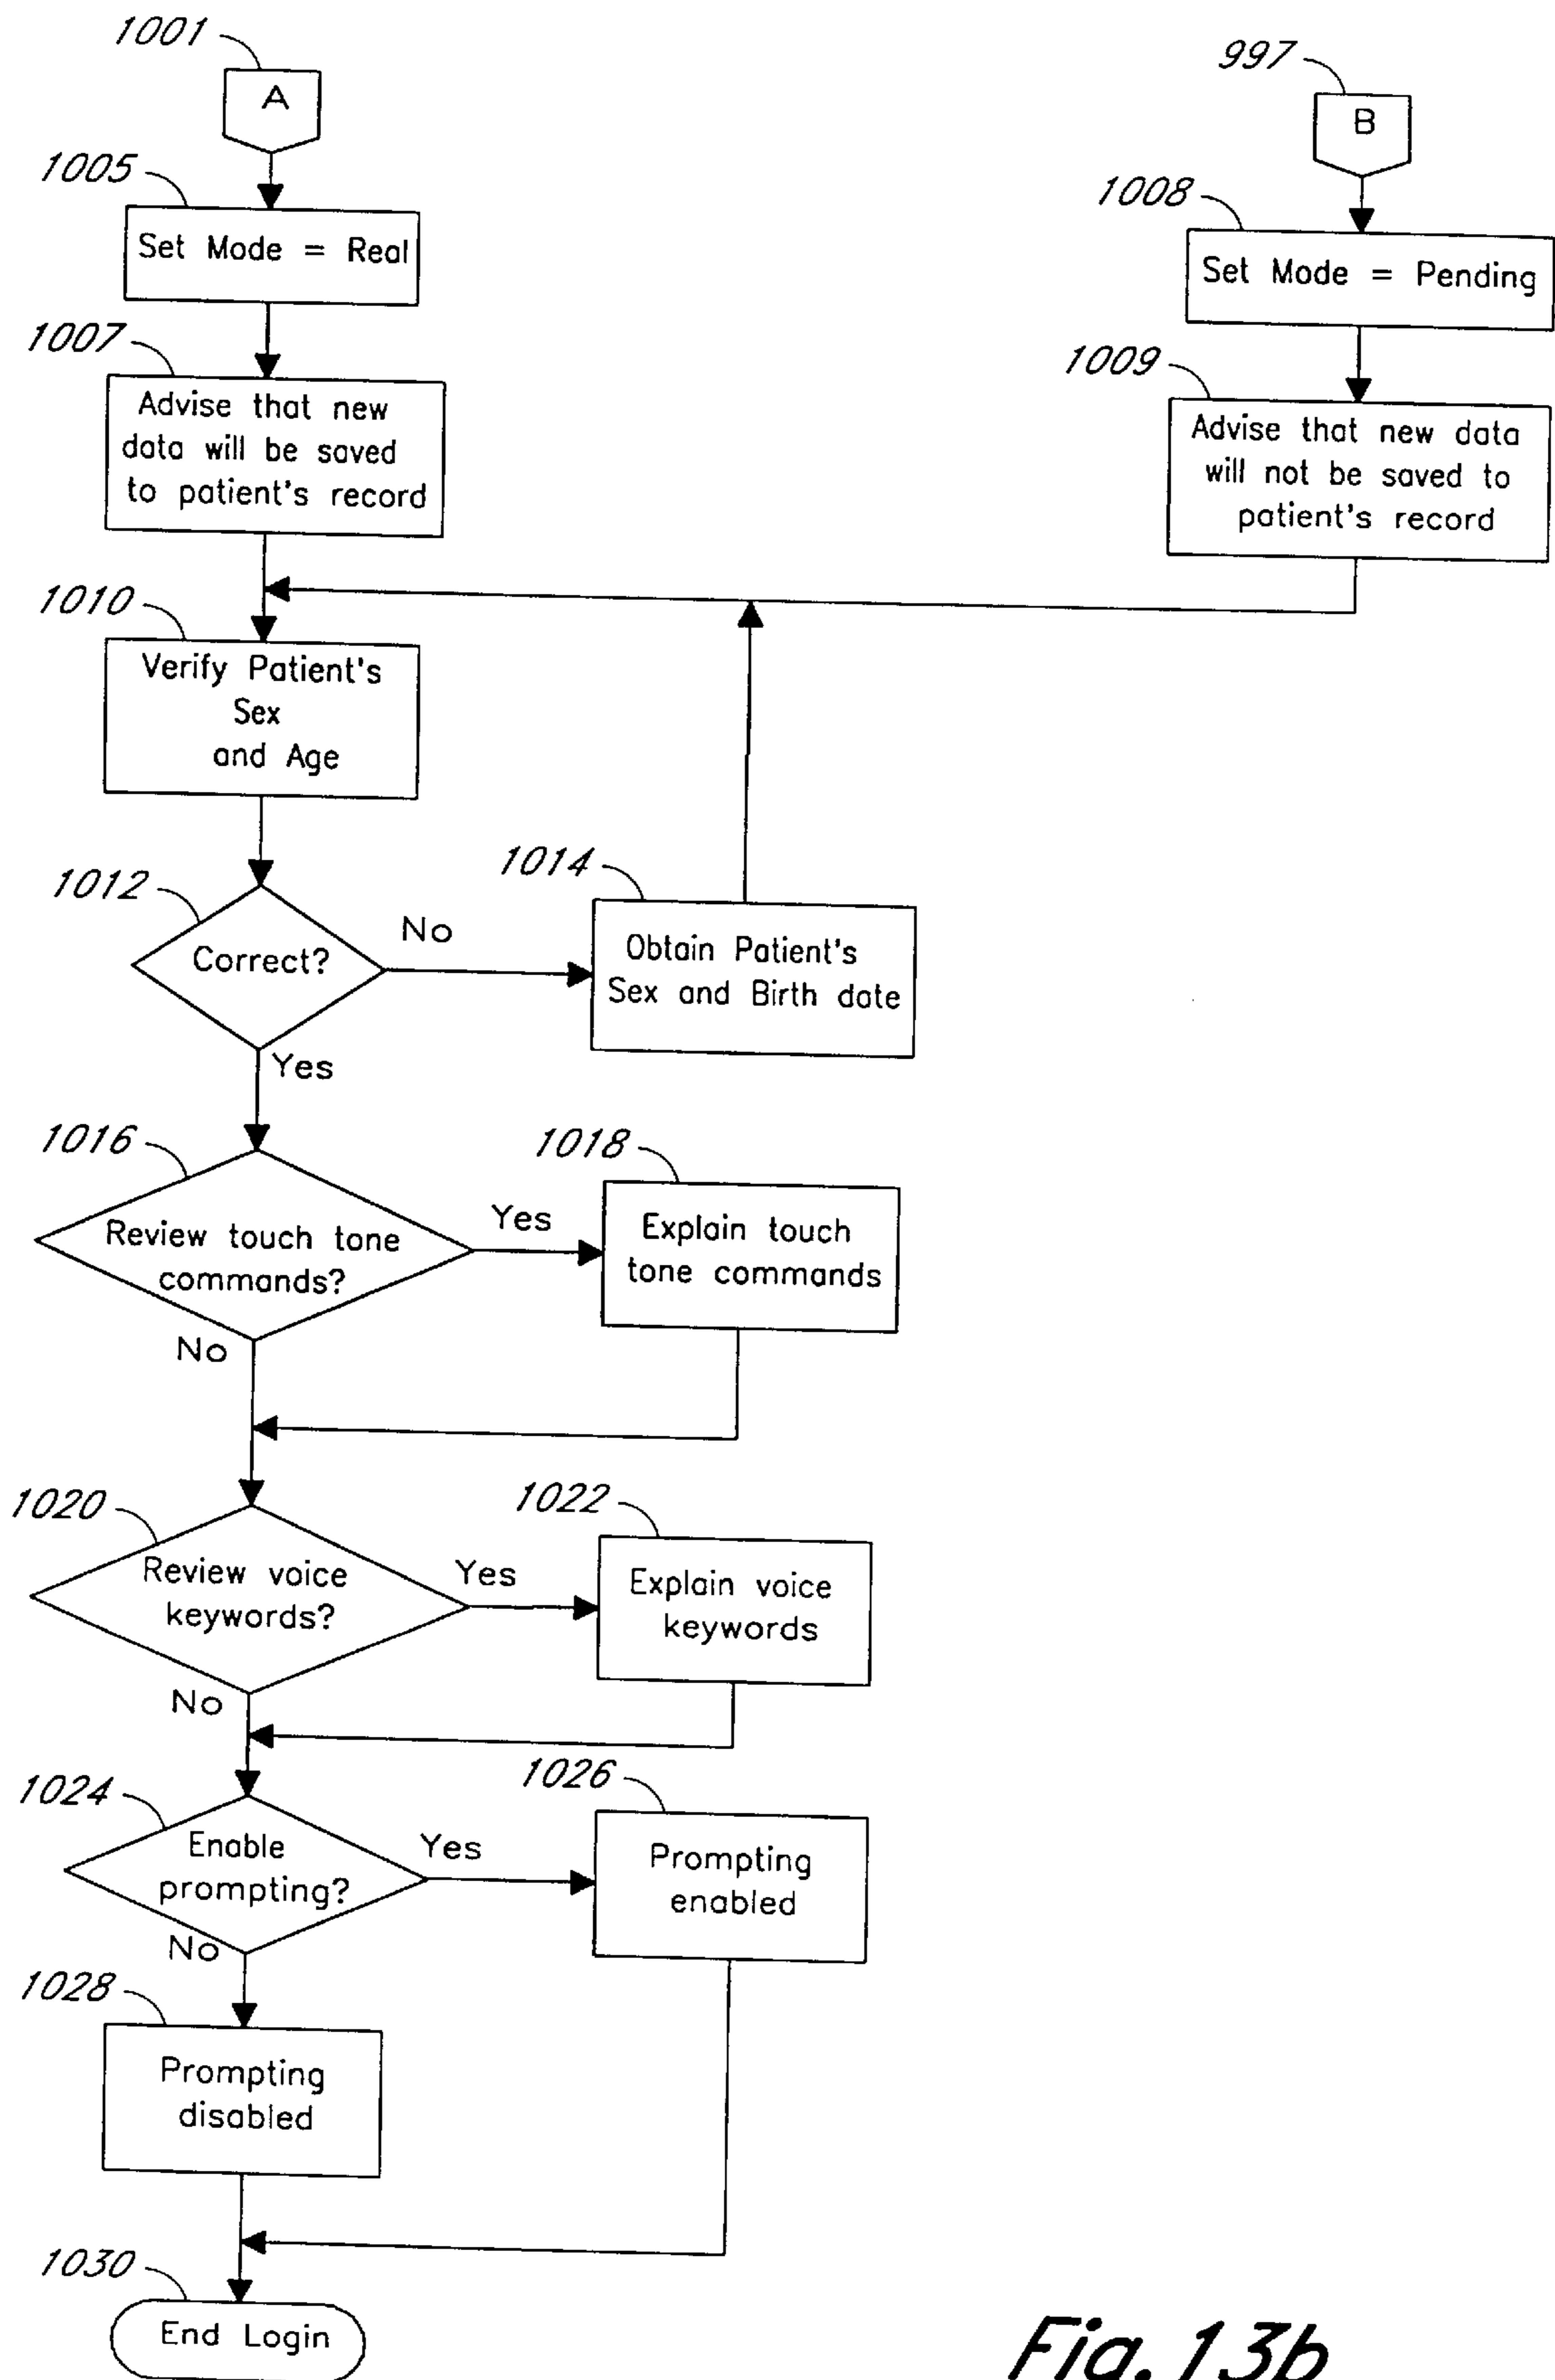 1001
A
997
B
1005
Set Mode = Real
1008
Set Mode = Pending
1007
Advise that new
data will be saved
to patient's record
1009
Advise that new data
will not be saved to
patient's record
1010
Verify Patient's
Sex
and Age
1012
Correct?
No
Yes
1014
Obtain Patient's
Sex and Birth date
1016
Review touch tone
commands?
Yes
No
1018
Explain touch
tone commands
1020
Review voice
keywords?
Yes
No
1022
Explain voice
keywords
1024
Enable
prompting?
Yes
No
1026
Prompting
enabled
1028
Prompting
disabled
1030
End Login
Fig. 13b